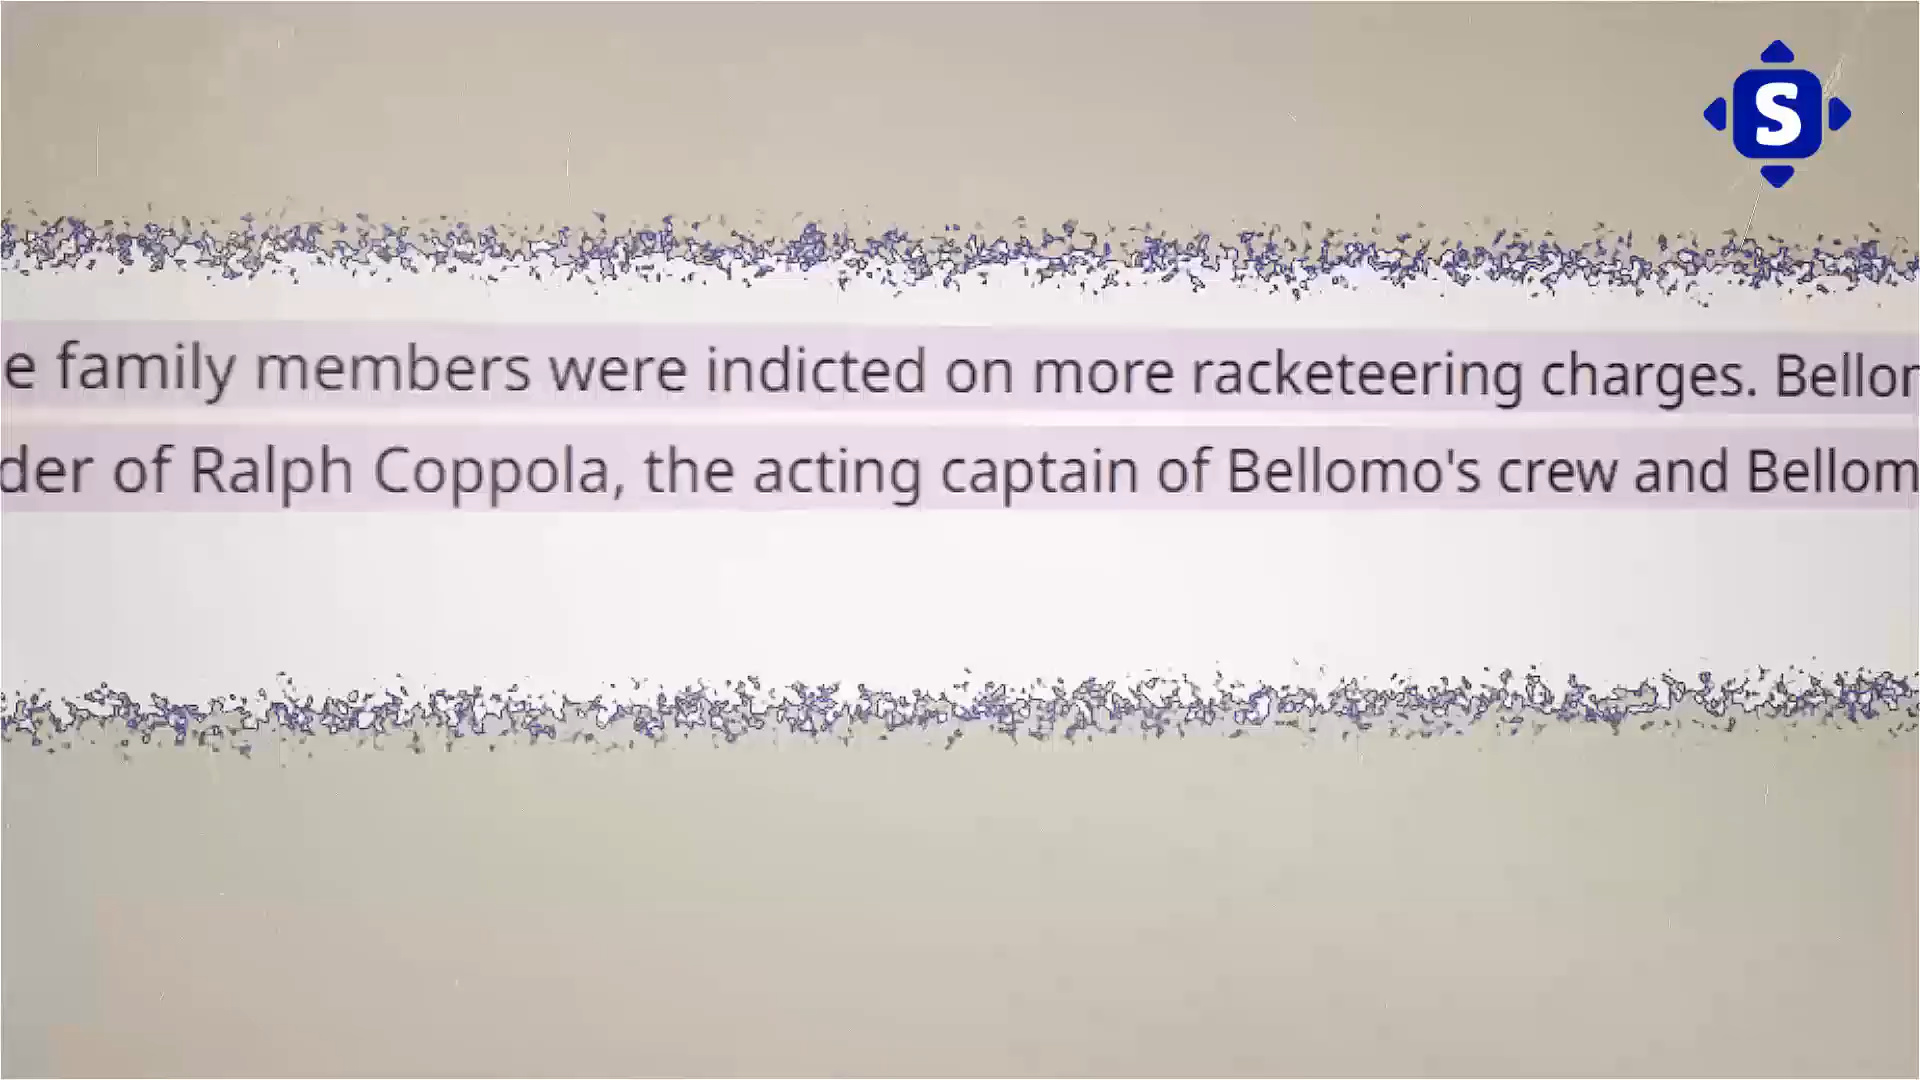 S
e family members were indicted on more racketeering charges. Bellor
der of Ralph Coppola, the acting captain of Bellomo's crew and Bellom